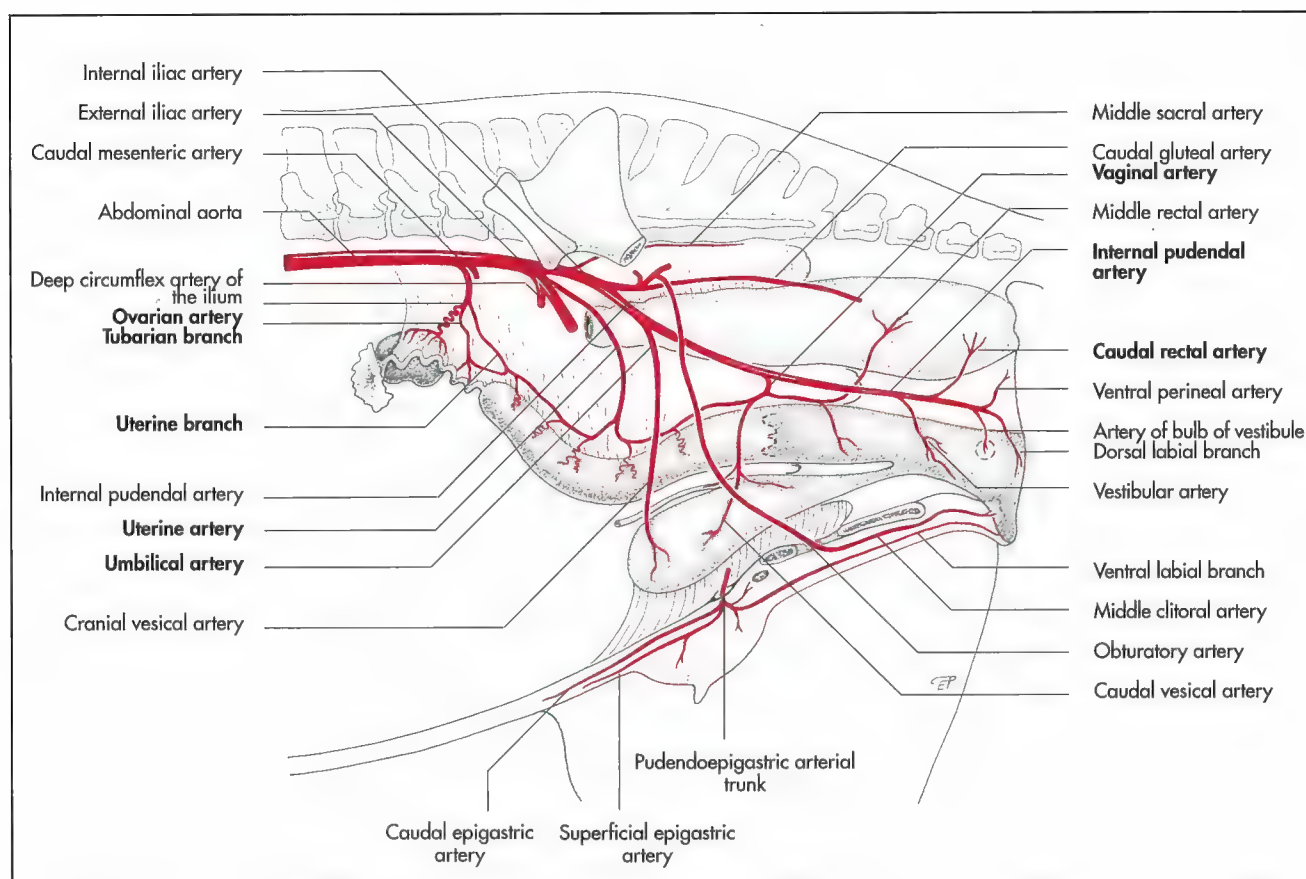 Internal iliac artery
External iliac artery
Caudal mesenteric artery
Abdominal aorta
Deep circumflex artery of
the ilium
Ovarian artery
Tubarian branch
Uterine branch
Internal pudendal artery
Uterine artery
Umbilical artery
Cranial vesical artery
Middle sacral artery
Caudal gluteal artery
Vaginal artery
Middle rectal artery
Internal pudendal
artery
Caudal rectal artery
Ventral perineal artery
Artery of bulb of vestibule
Dorsal labial branch
Vestibular artery
Ventral labial branch
Middle clitoral artery
Obturatory artery
Caudal vesical artery
EP
Pudendoepigastric arterial
trunk
Caudal epigastric
artery
Superficial epigastric
artery